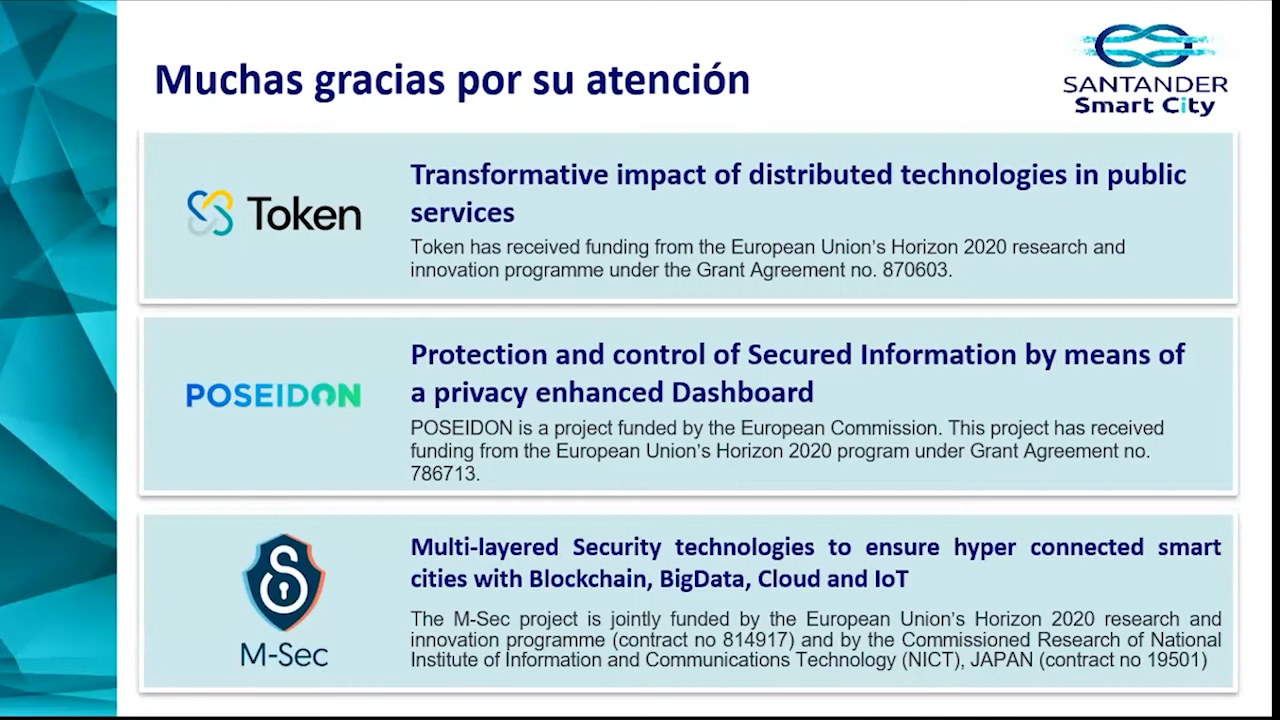 Muchas gracias por su atención
SANTANDER
Smart City
Token
Transformative impact of distributed technologies in public
services
Token has received funding from the European Union's Horizon 2020 research and
innovation programme under the Grant Agreement no. 870603.
POSEIDON
Protection and control of Secured Information by means of
a privacy enhanced Dashboard
POSEIDON is a project funded by the European Commission. This project has received
funding from the European Union's Horizon 2020 program under Grant Agreement no.
786713.
M-Sec
Multi-layered Security technologies to ensure hyper connected smart
cities with Blockchain, BigData, Cloud and IoT
The M-Sec project is jointly funded by the European Union's Horizon 2020 research and
innovation programme (contract no 814917) and by the Commissioned Research of National
Institute of Information and Communications Technology (NICT), JAPAN (contract no 19501)